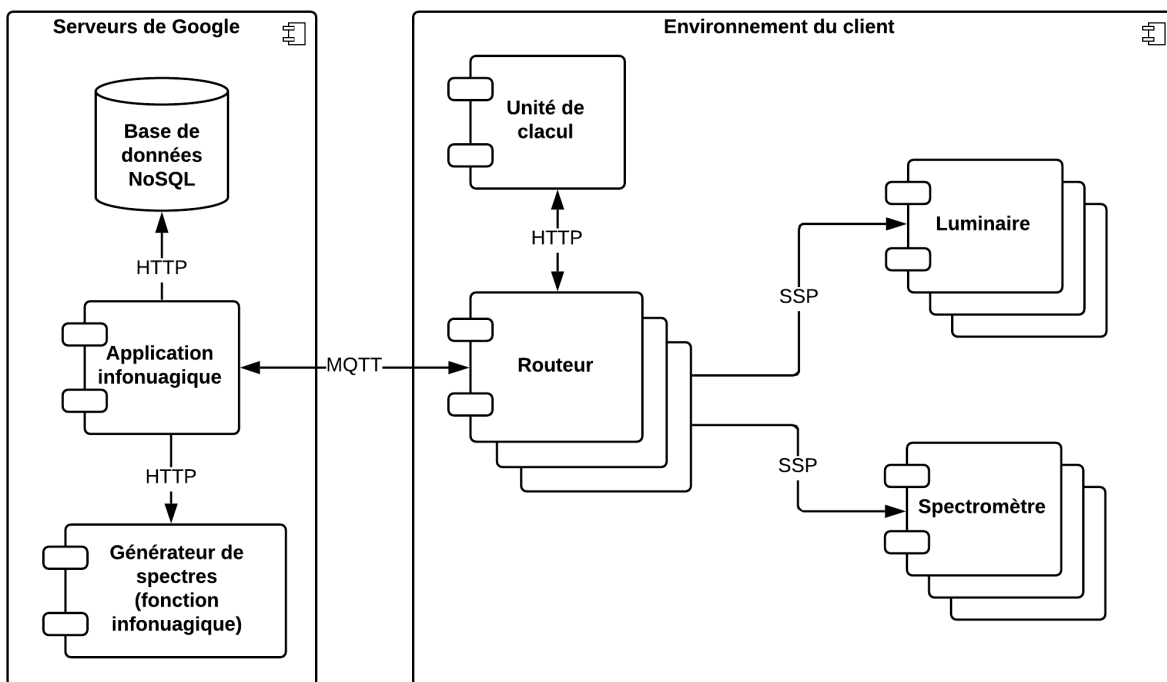 Serveurs de Google
Base de
données
NoSQL
HTTP
Application
infonuagique
HTTP
Générateur de
spectres
(fonction
infonuagique)
MQTT
Environnement du client
Unité de
clacul
HTTP
Routeur
SSP
Luminaire
SSP
Spectromètre